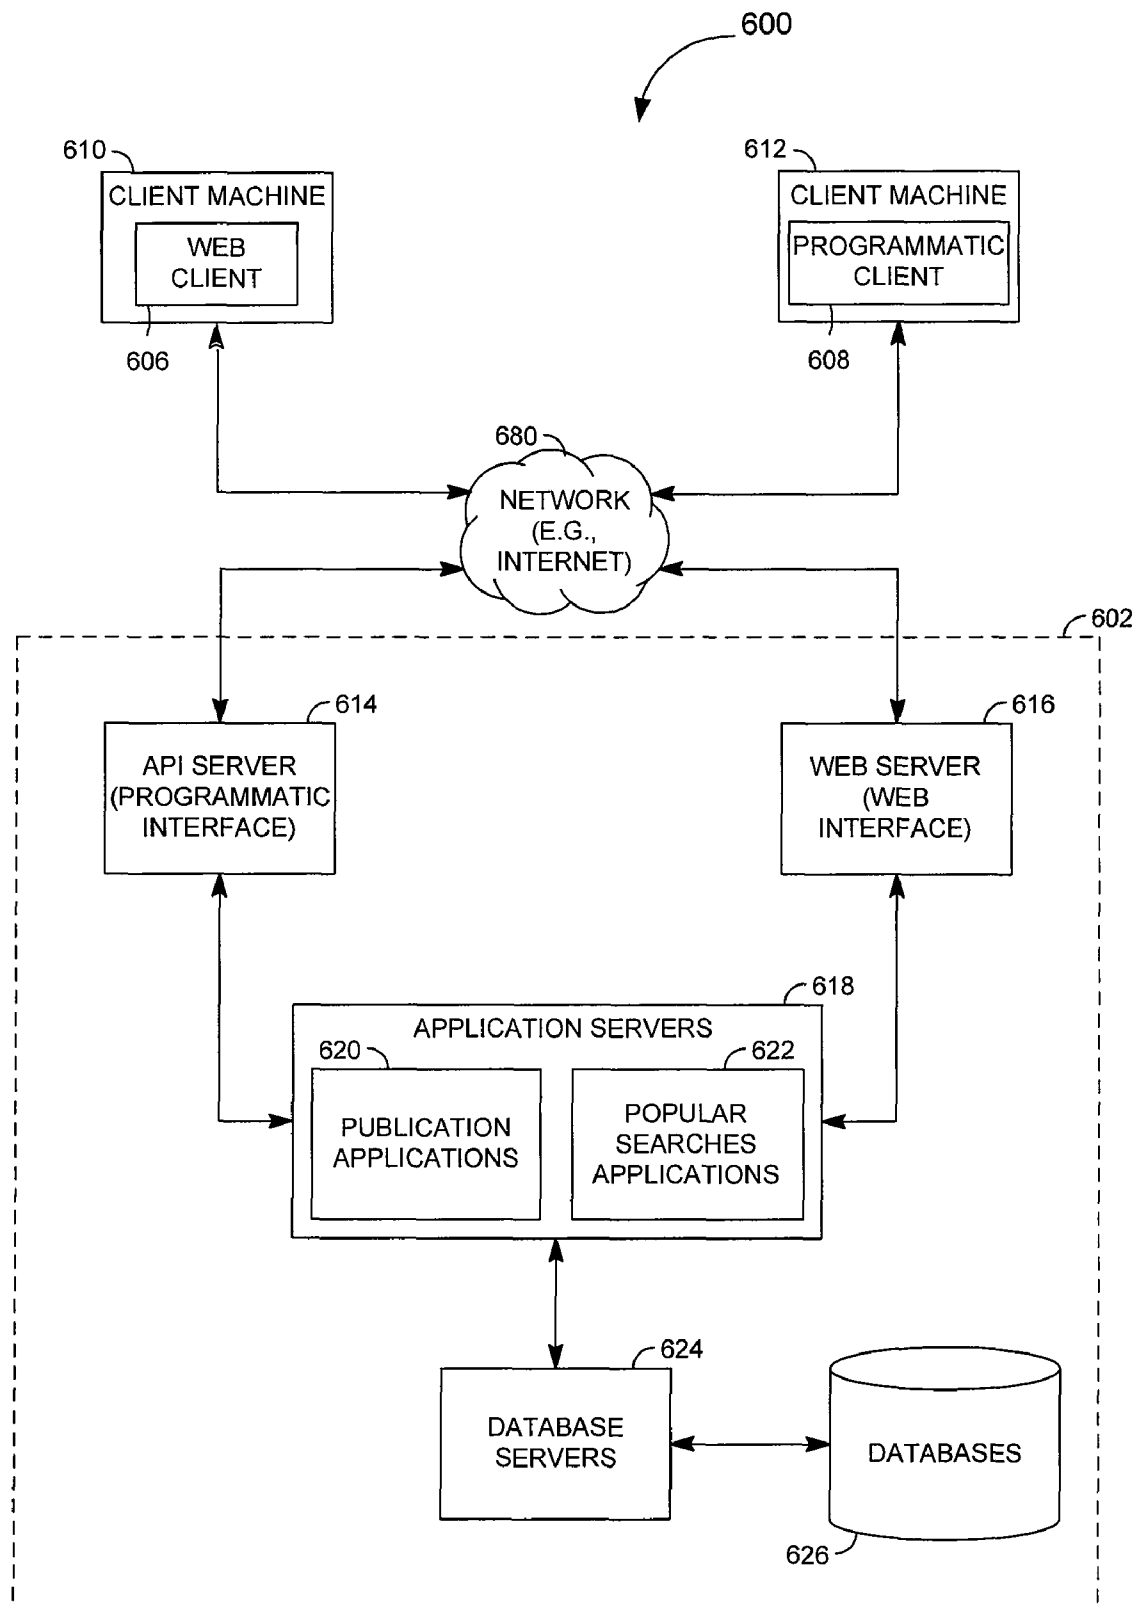 600
610
CLIENT MACHINE
WEB
CLIENT
606
612
CLIENT MACHINE
PROGRAMMATIC
CLIENT
608
680
NETWORK
(E.G.,
INTERNET)
602
614
API SERVER
(PROGRAMMATIC
INTERFACE)
616
WEB SERVER
(WEB
INTERFACE)
618
APPLICATION SERVERS
620
PUBLICATION
APPLICATIONS
622
POPULAR
SEARCHES
APPLICATIONS
624
DATABASE
SERVERS
DATABASES
626